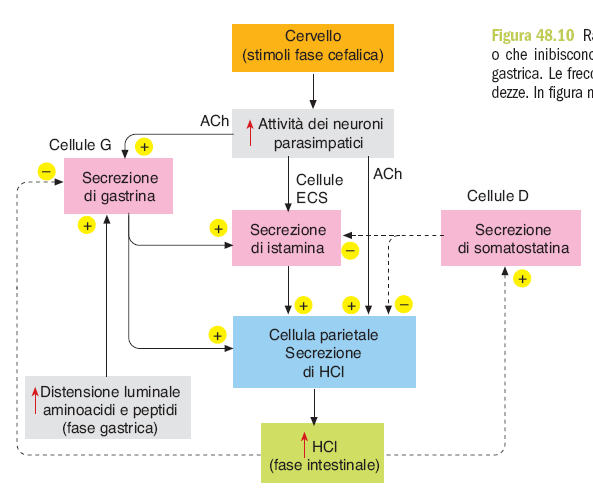 Cervello
(stimoli fase cefalica)
Figura 48.10 Ra
o che inibiscono
gastrica. Le frec
dezze. In figura m
ACh
Attività dei neuroni
parasimpatici
Cellule G
+
−
Secrezione
di gastrina
Cellule
ECS
ACh
Cellule D
+
+
Secrezione
di istamina
−
Secrezione
di somatostatina
+
+
+
−
+
Cellula parietale
Secrezione
di HCl
Distensione luminale
aminoacidi e peptidi
(fase gastrica)
HCl
(fase intestinale)